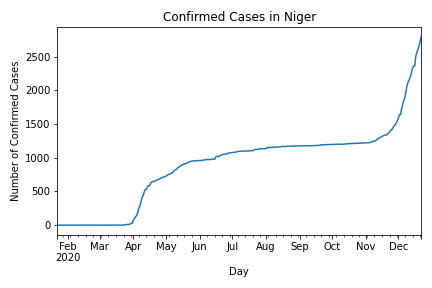 Confirmed Cases in Niger
Number of Confirmed Cases
2500
2000
1500
1000
500
0
Feb Mar Apr May Jun Jul Aug Sep Oct Nov Dec
2020
Day